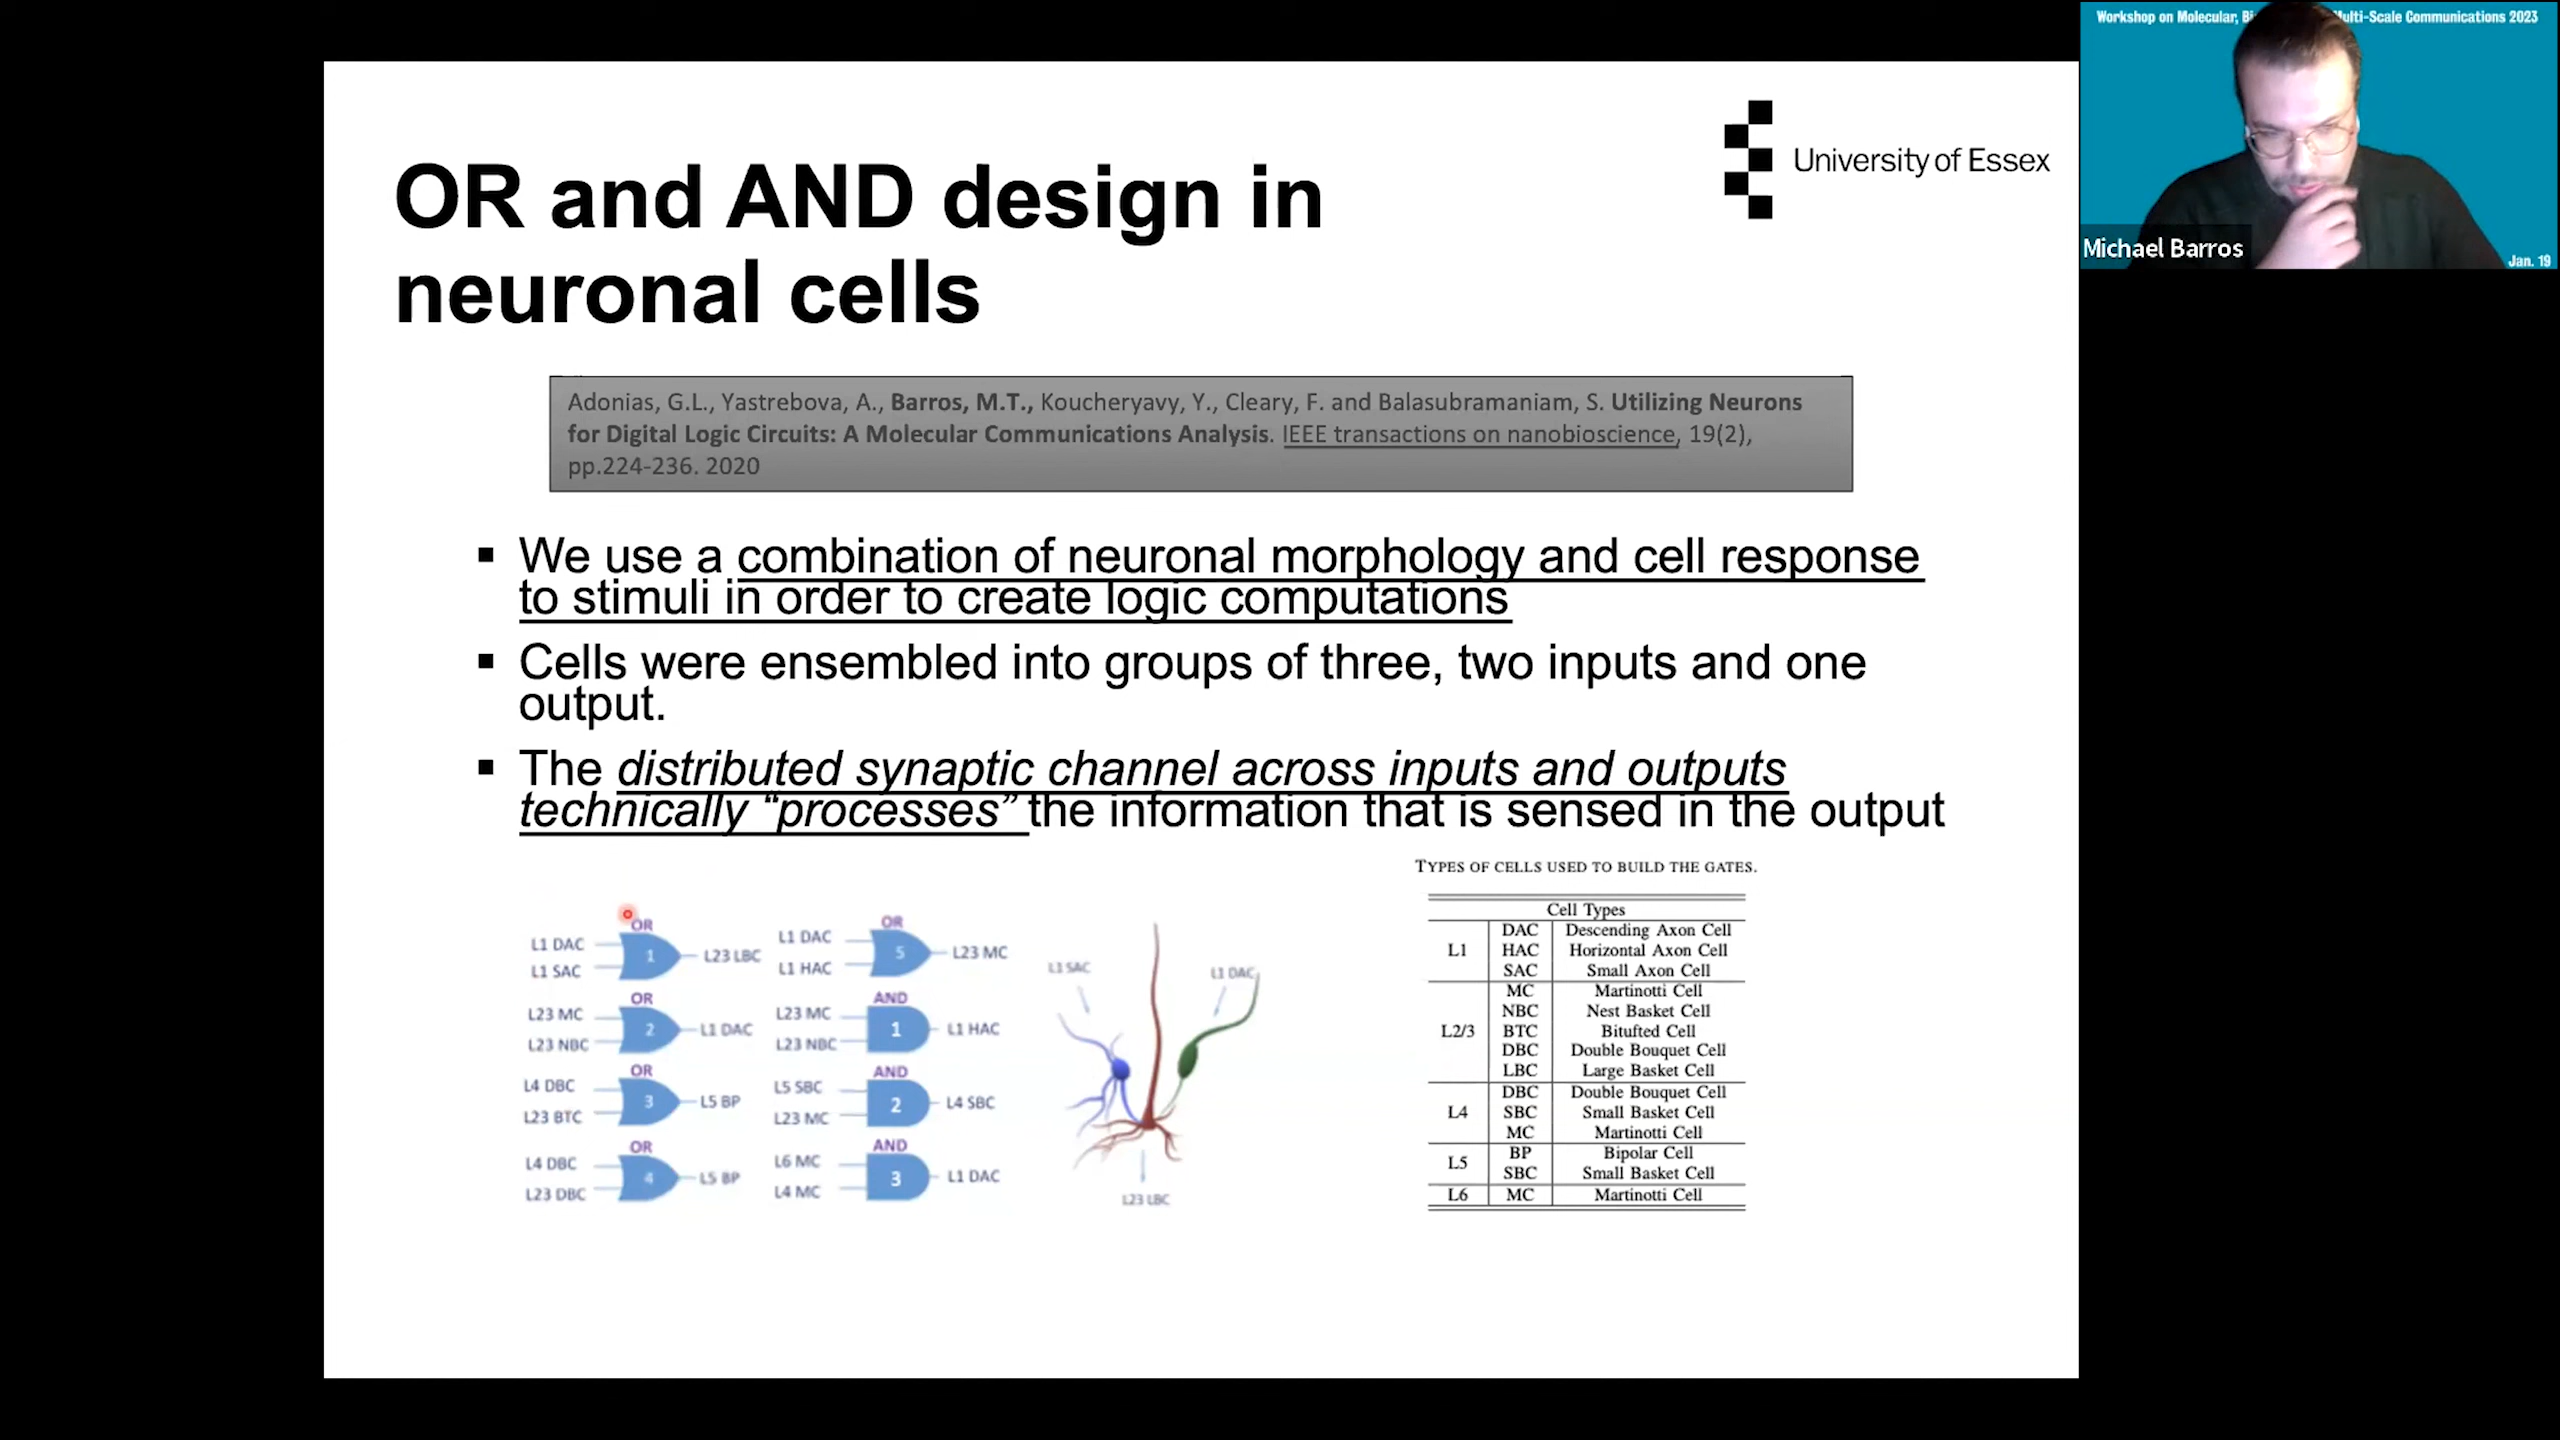 Workshop on Molecular, Bi
ulti-Scale Communications 2023
Michael Barros
Jan. 19
University of Essex
OR and AND design in
neuronal cells
Adonias, G.L., Yastrebova, A., Barros, M.T., Koucheryavy, Y., Cleary, F. and Balasubramaniam, S. Utilizing Neurons
for Digital Logic Circuits: A Molecular Communications Analysis. IEEE transactions on nanobioscience, 19(2),
pp.224-236. 2020
▪ We use a combination of neuronal morphology and cell response
to stimuli in order to create logic computations
▪ Cells were ensembled into groups of three, two inputs and one
output.
▪ The distributed synaptic channel across inputs and outputs
technically “processes” the information that is sensed in the output
OR
L1 DAC
L1 SAC
1
L23 LBC
OR
L23 MC
L23 NBC
2
L1 DAC
OR
L4 DBC
L23 BTC
3
L5 BP
OR
L4 DBC
L23 DBC
4
L5 BP
OR
L1 DAC
L1 HAC
5
L23 MC
AND
L23 MC
L23 NBC
1
L1 HAC
AND
L5 SBC
L23 MC
2
L4 SBC
AND
L6 MC
L4 MC
3
L1 DAC
L1 SAC
L1 DAC
L23 LBC
TYPES OF CELLS USED TO BUILD THE GATES.
Cell Types
L1
DAC Descending Axon Cell
HAC Horizontal Axon Cell
SAC Small Axon Cell
L2/3
MC Martinotti Cell
NBC Nest Basket Cell
BTC Bitufted Cell
DBC Double Bouquet Cell
LBC Large Basket Cell
L4
DBC Double Bouquet Cell
SBC Small Basket Cell
MC Martinotti Cell
L5
BP Bipolar Cell
SBC Small Basket Cell
L6 MC Martinotti Cell